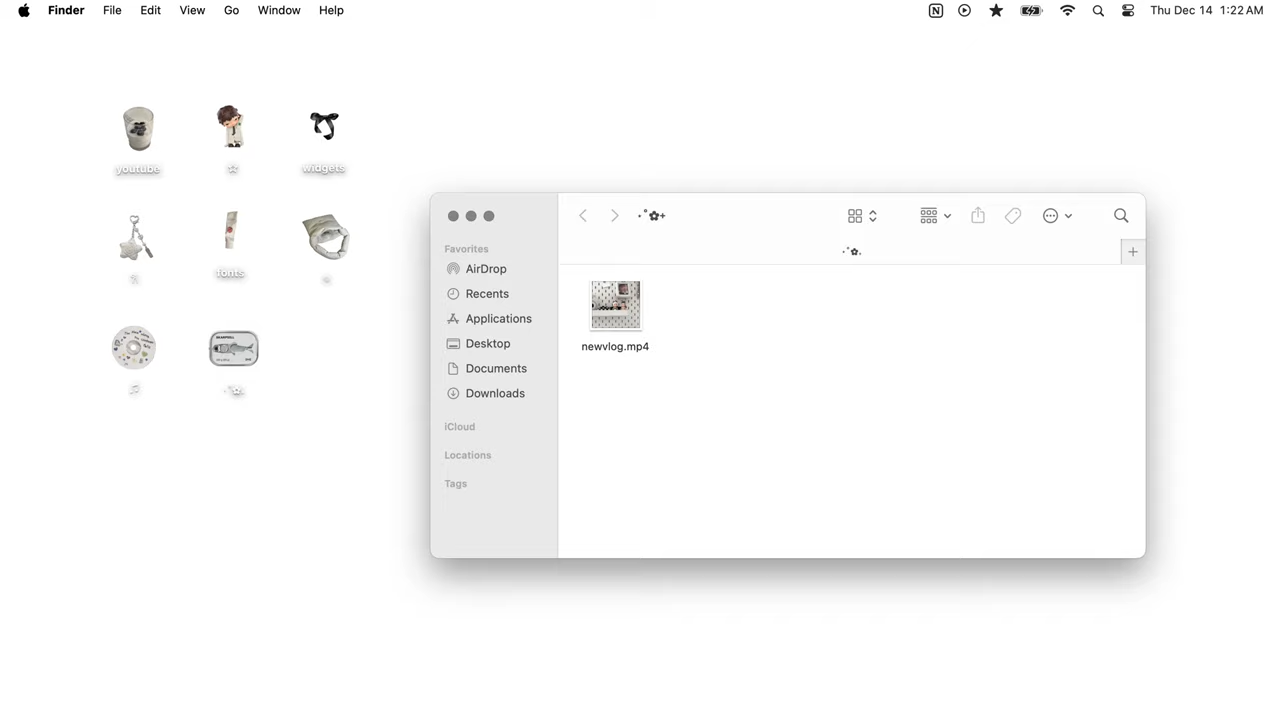 Finder File Edit View Go Window Help
Thu Dec 14 1:22 AM
youtube
widgets
fonts
Favorites
AirDrop
Recents
Applications
Desktop
Documents
Downloads
iCloud
Locations
Tags
newvlog.mp4